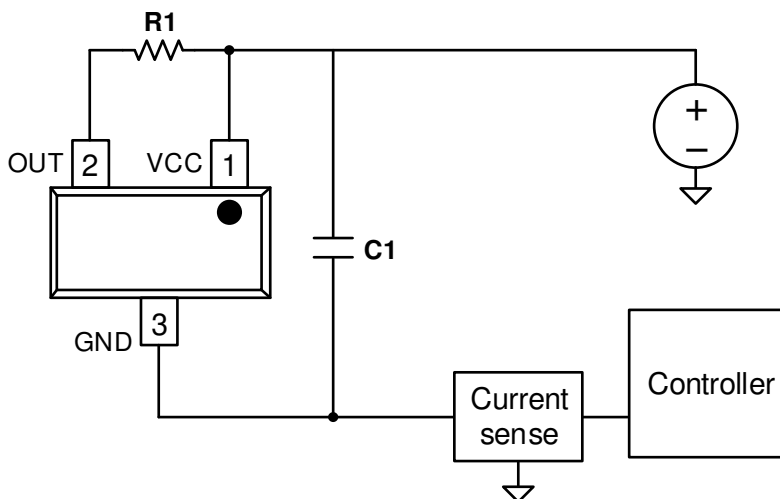 R1
+
−
OUT
2
VCC
1
C1
3
GND
Current
sense
Controller